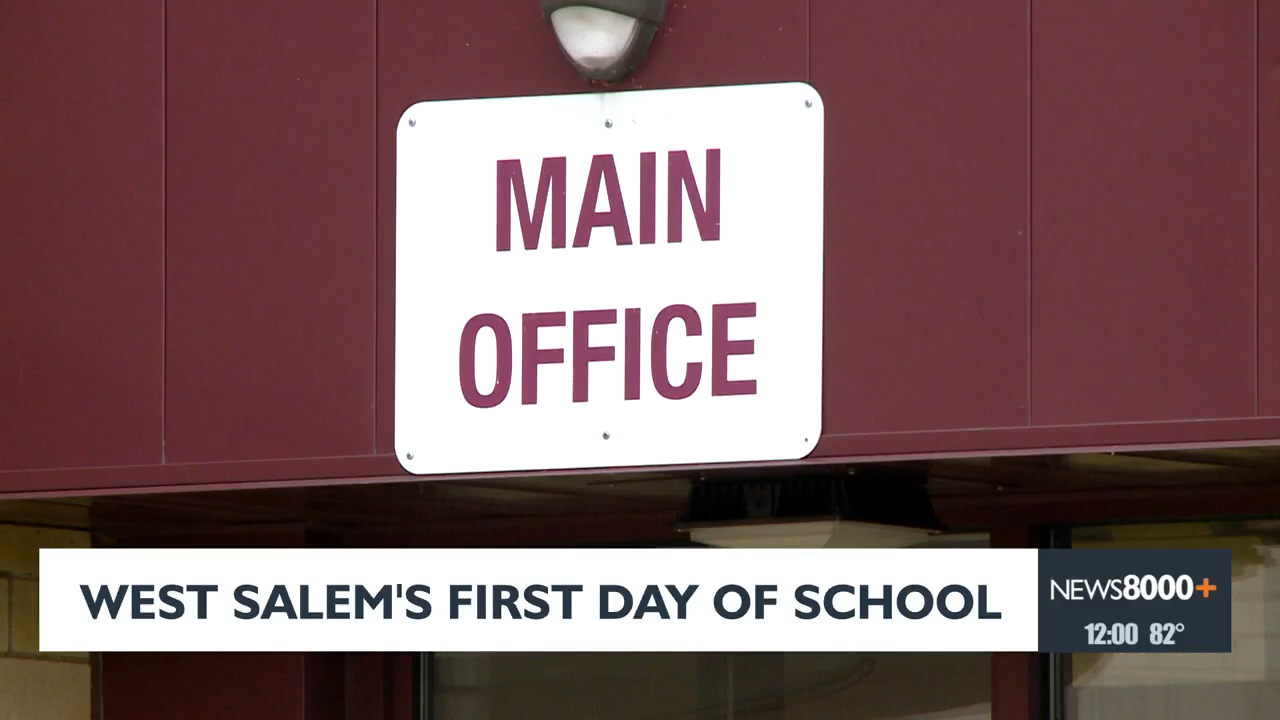 MAIN
OFFICE
WEST SALEM'S FIRST DAY OF SCHOOL
NEWS8000+
12:00 82°